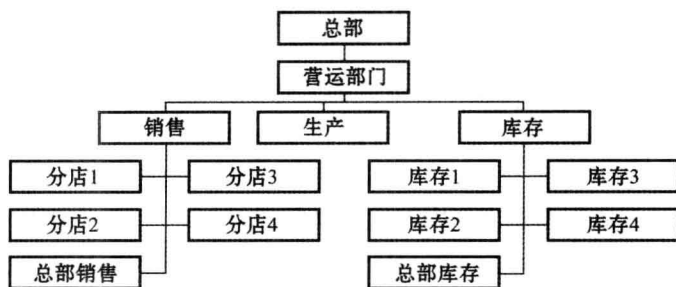 总部
营运部门
销售
生产
库存
分店1
分店3
库存1
库存3
分店2
分店4
库存2
库存4
总部销售
总部库存